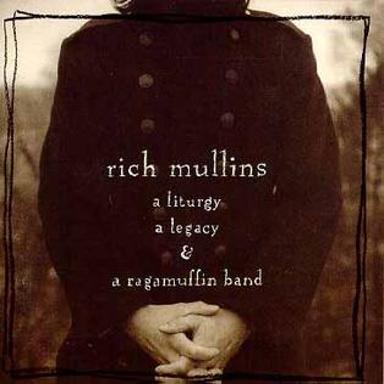 rich mullins
a liturgy
a legacy
&
a ragamuffin band